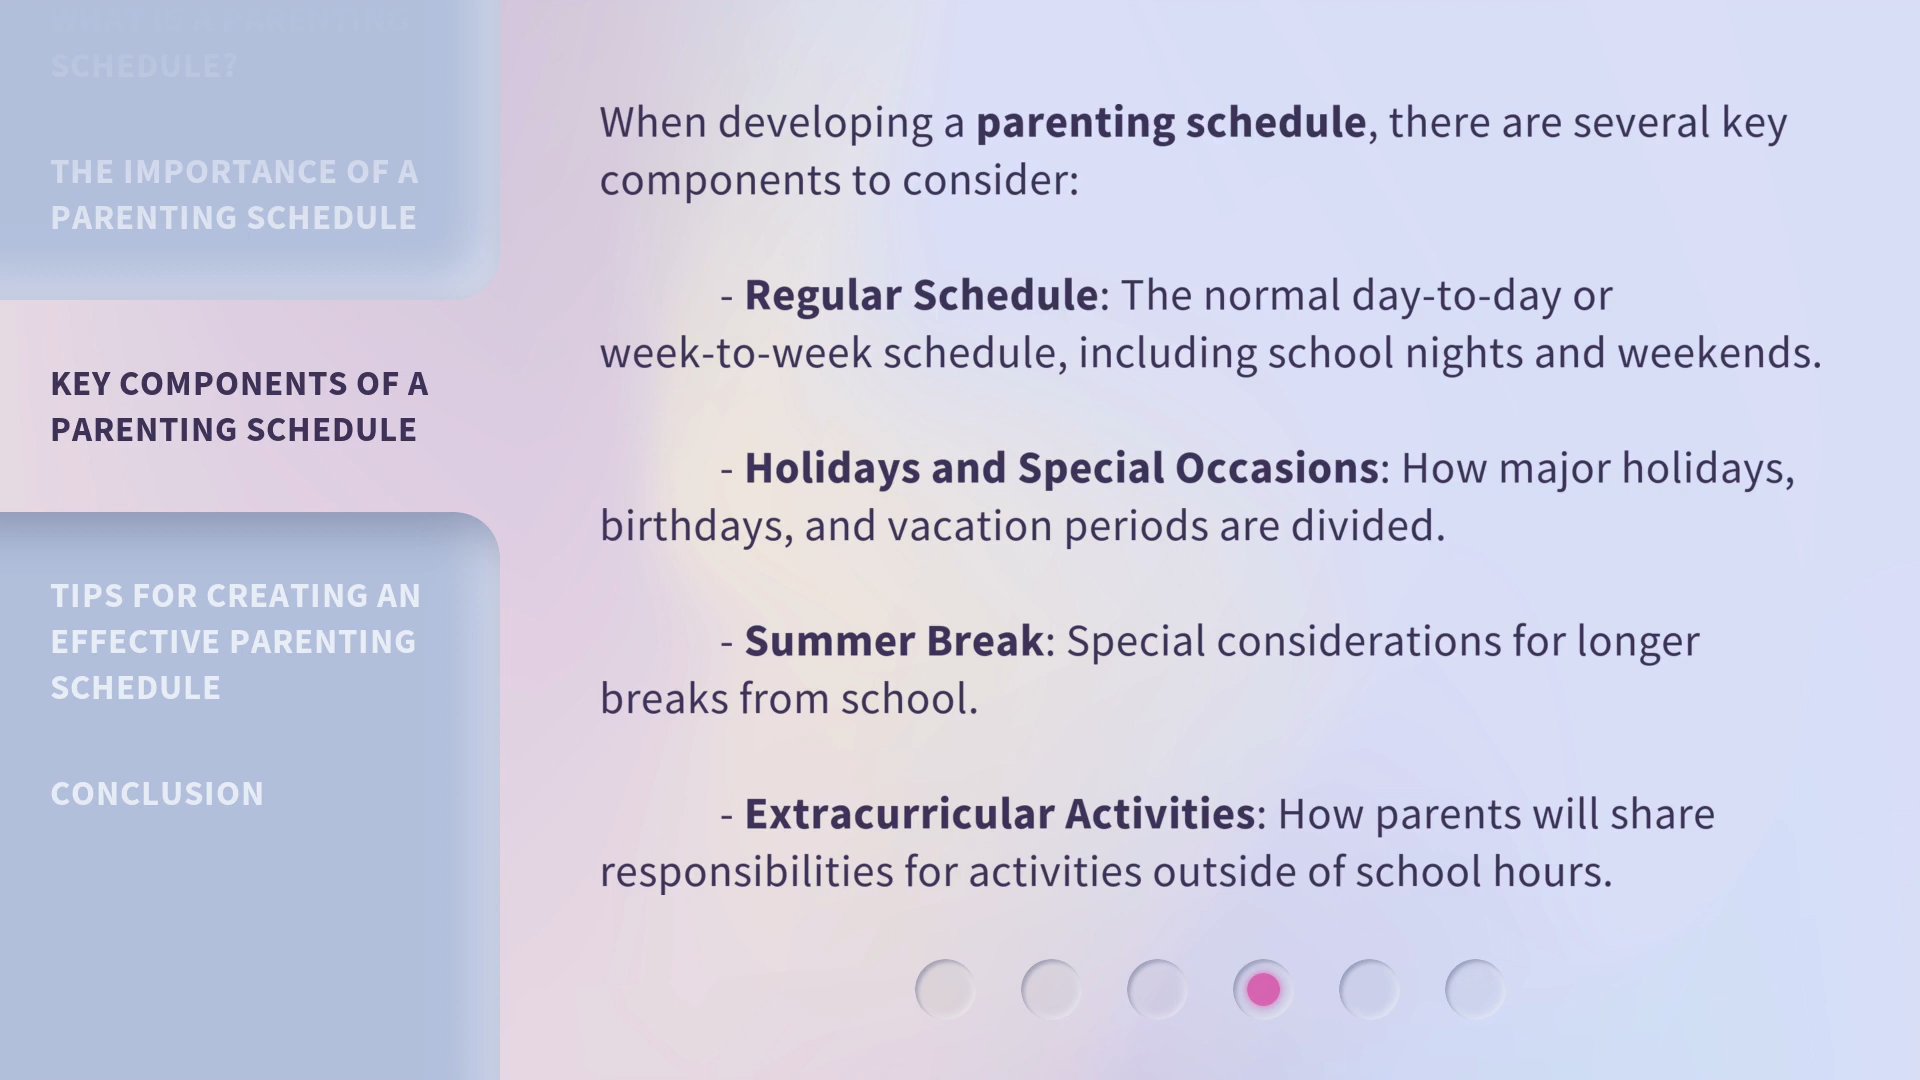 WHAT IS A PARENTING
SCHEDULE?
THE IMPORTANCE OF A
PARENTING SCHEDULE
KEY COMPONENTS OF A
PARENTING SCHEDULE
TIPS FOR CREATING AN
EFFECTIVE PARENTING
SCHEDULE
CONCLUSION
When developing a parenting schedule, there are several key
components to consider:
- Regular Schedule: The normal day-to-day or
week-to-week schedule, including school nights and weekends.
- Holidays and Special Occasions: How major holidays,
birthdays, and vacation periods are divided.
- Summer Break: Special considerations for longer
breaks from school.
- Extracurricular Activities: How parents will share
responsibilities for activities outside of school hours.